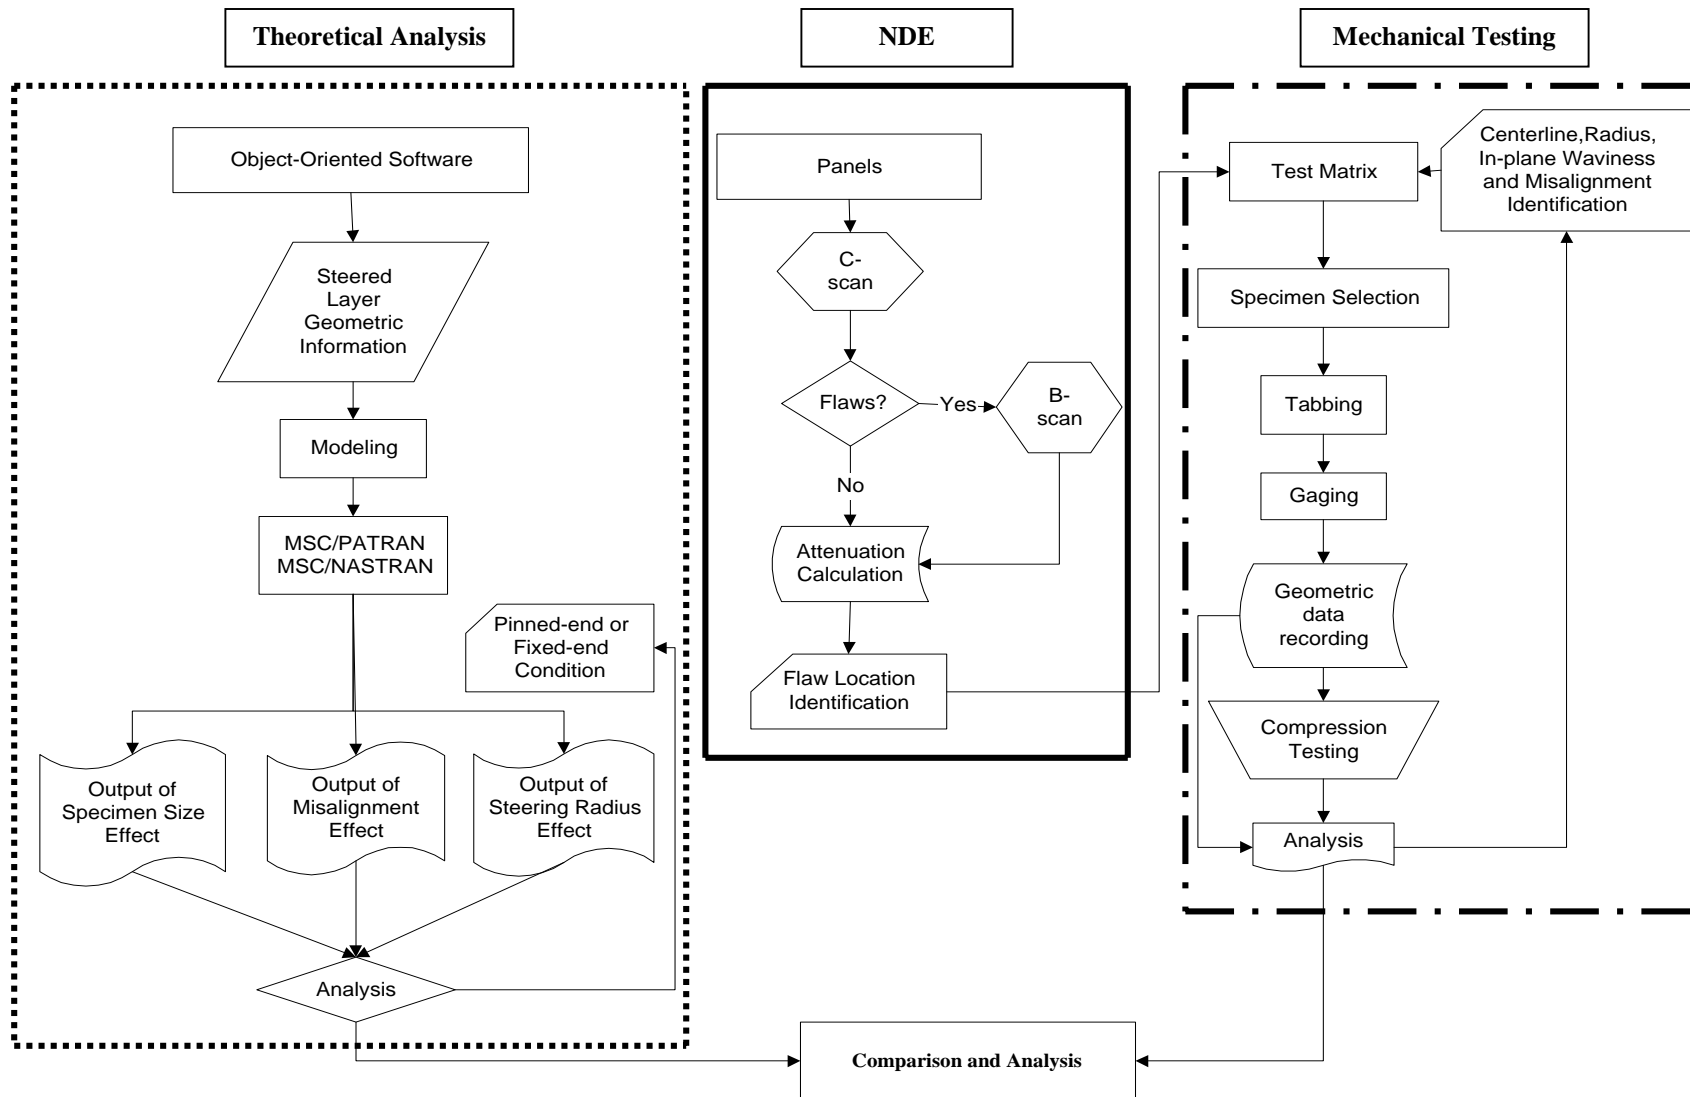 Theoretical Analysis
Object-Oriented Software
Steered
Layer
Geometric
Information
Modeling
MSC/PATRAN
MSC/NASTRAN
Pinned-end or
Fixed-end
Condition
Output of
Specimen Size
Effect
Output of
Misalignment
Effect
Output of
Steering Radius
Effect
Analysis
NDE
Panels
C-
scan
Flaws?
Yes
B-
scan
No
Attenuation
Calculation
Flaw Location
Identification
Mechanical Testing
Test Matrix
Centerline,Radius,
In-plane Waviness
and Misalignment
Identification
Specimen Selection
Tabbing
Gaging
Geometric
data
recording
Compression
Testing
Analysis
Comparison and Analysis